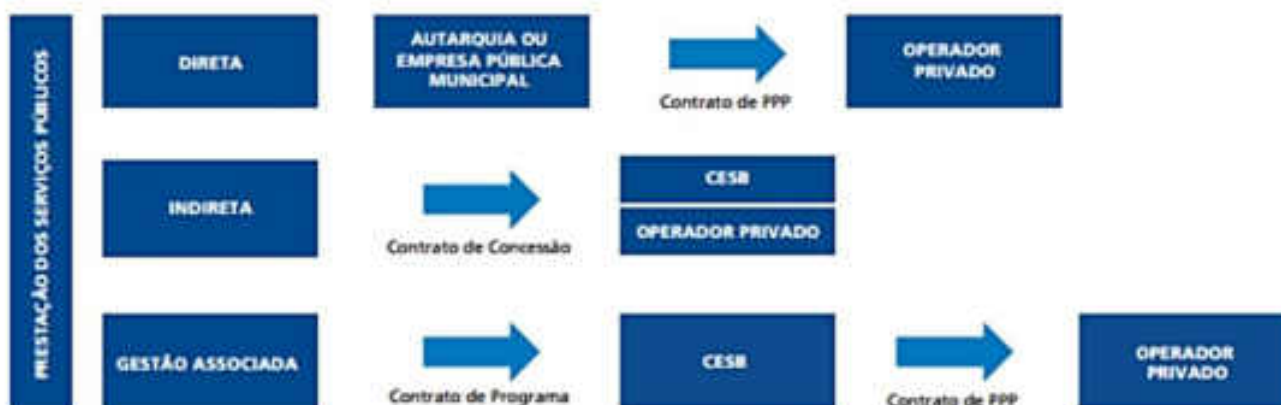 PRESTAÇÃO DOS SERVIÇOS PÚBLICOS
DIRETA
AUTARQUIA OU
EMPRESA PÚBLICA
MUNICIPAL
Contrato de PPP
OPERADOR
PRIVADO
INDIRETA
Contrato de Concessão
CESB
OPERADOR PRIVADO
GESTÃO ASSOCIADA
Contrato de Programa
CESB
Contrato de PPP
OPERADOR
PRIVADO